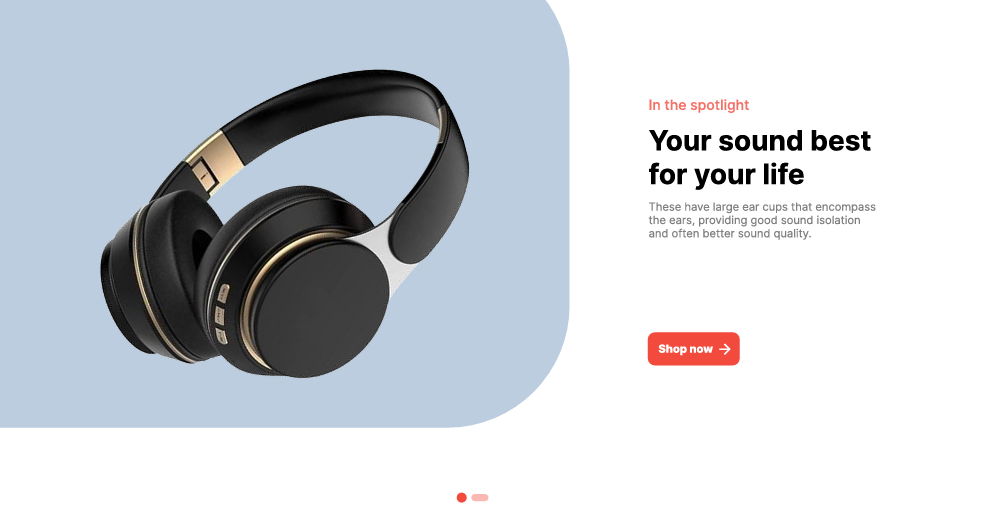 In the spotlight
Your sound best
for your life
These have large ear cups that encompass
the ears, providing good sound isolation
and often better sound quality.
Shop now